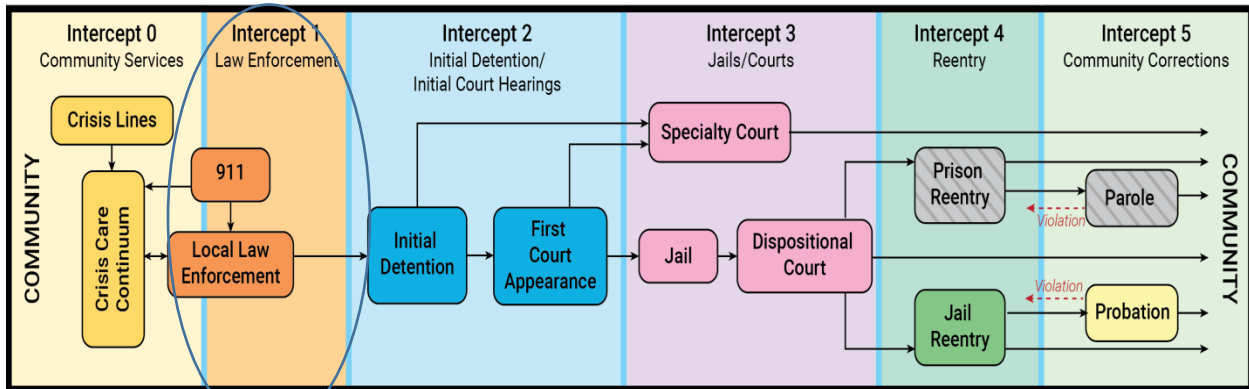 Intercept 0
Community Services
Intercept 1
Law Enforcement
Intercept 2
Initial Detention/
Initial Court Hearings
Intercept 3
Jails/Courts
Intercept 4
Reentry
Intercept 5
Community Corrections
COMMUNITY
Crisis Lines
Crisis Care
Continuum
911
Local Law
Enforcement
Initial
Detention
First
Court
Appearance
Specialty Court
Jail
Dispositional
Court
Prison
Reentry
Parole
Violation
Jail
Reentry
Violation
Probation
COMMUNITY